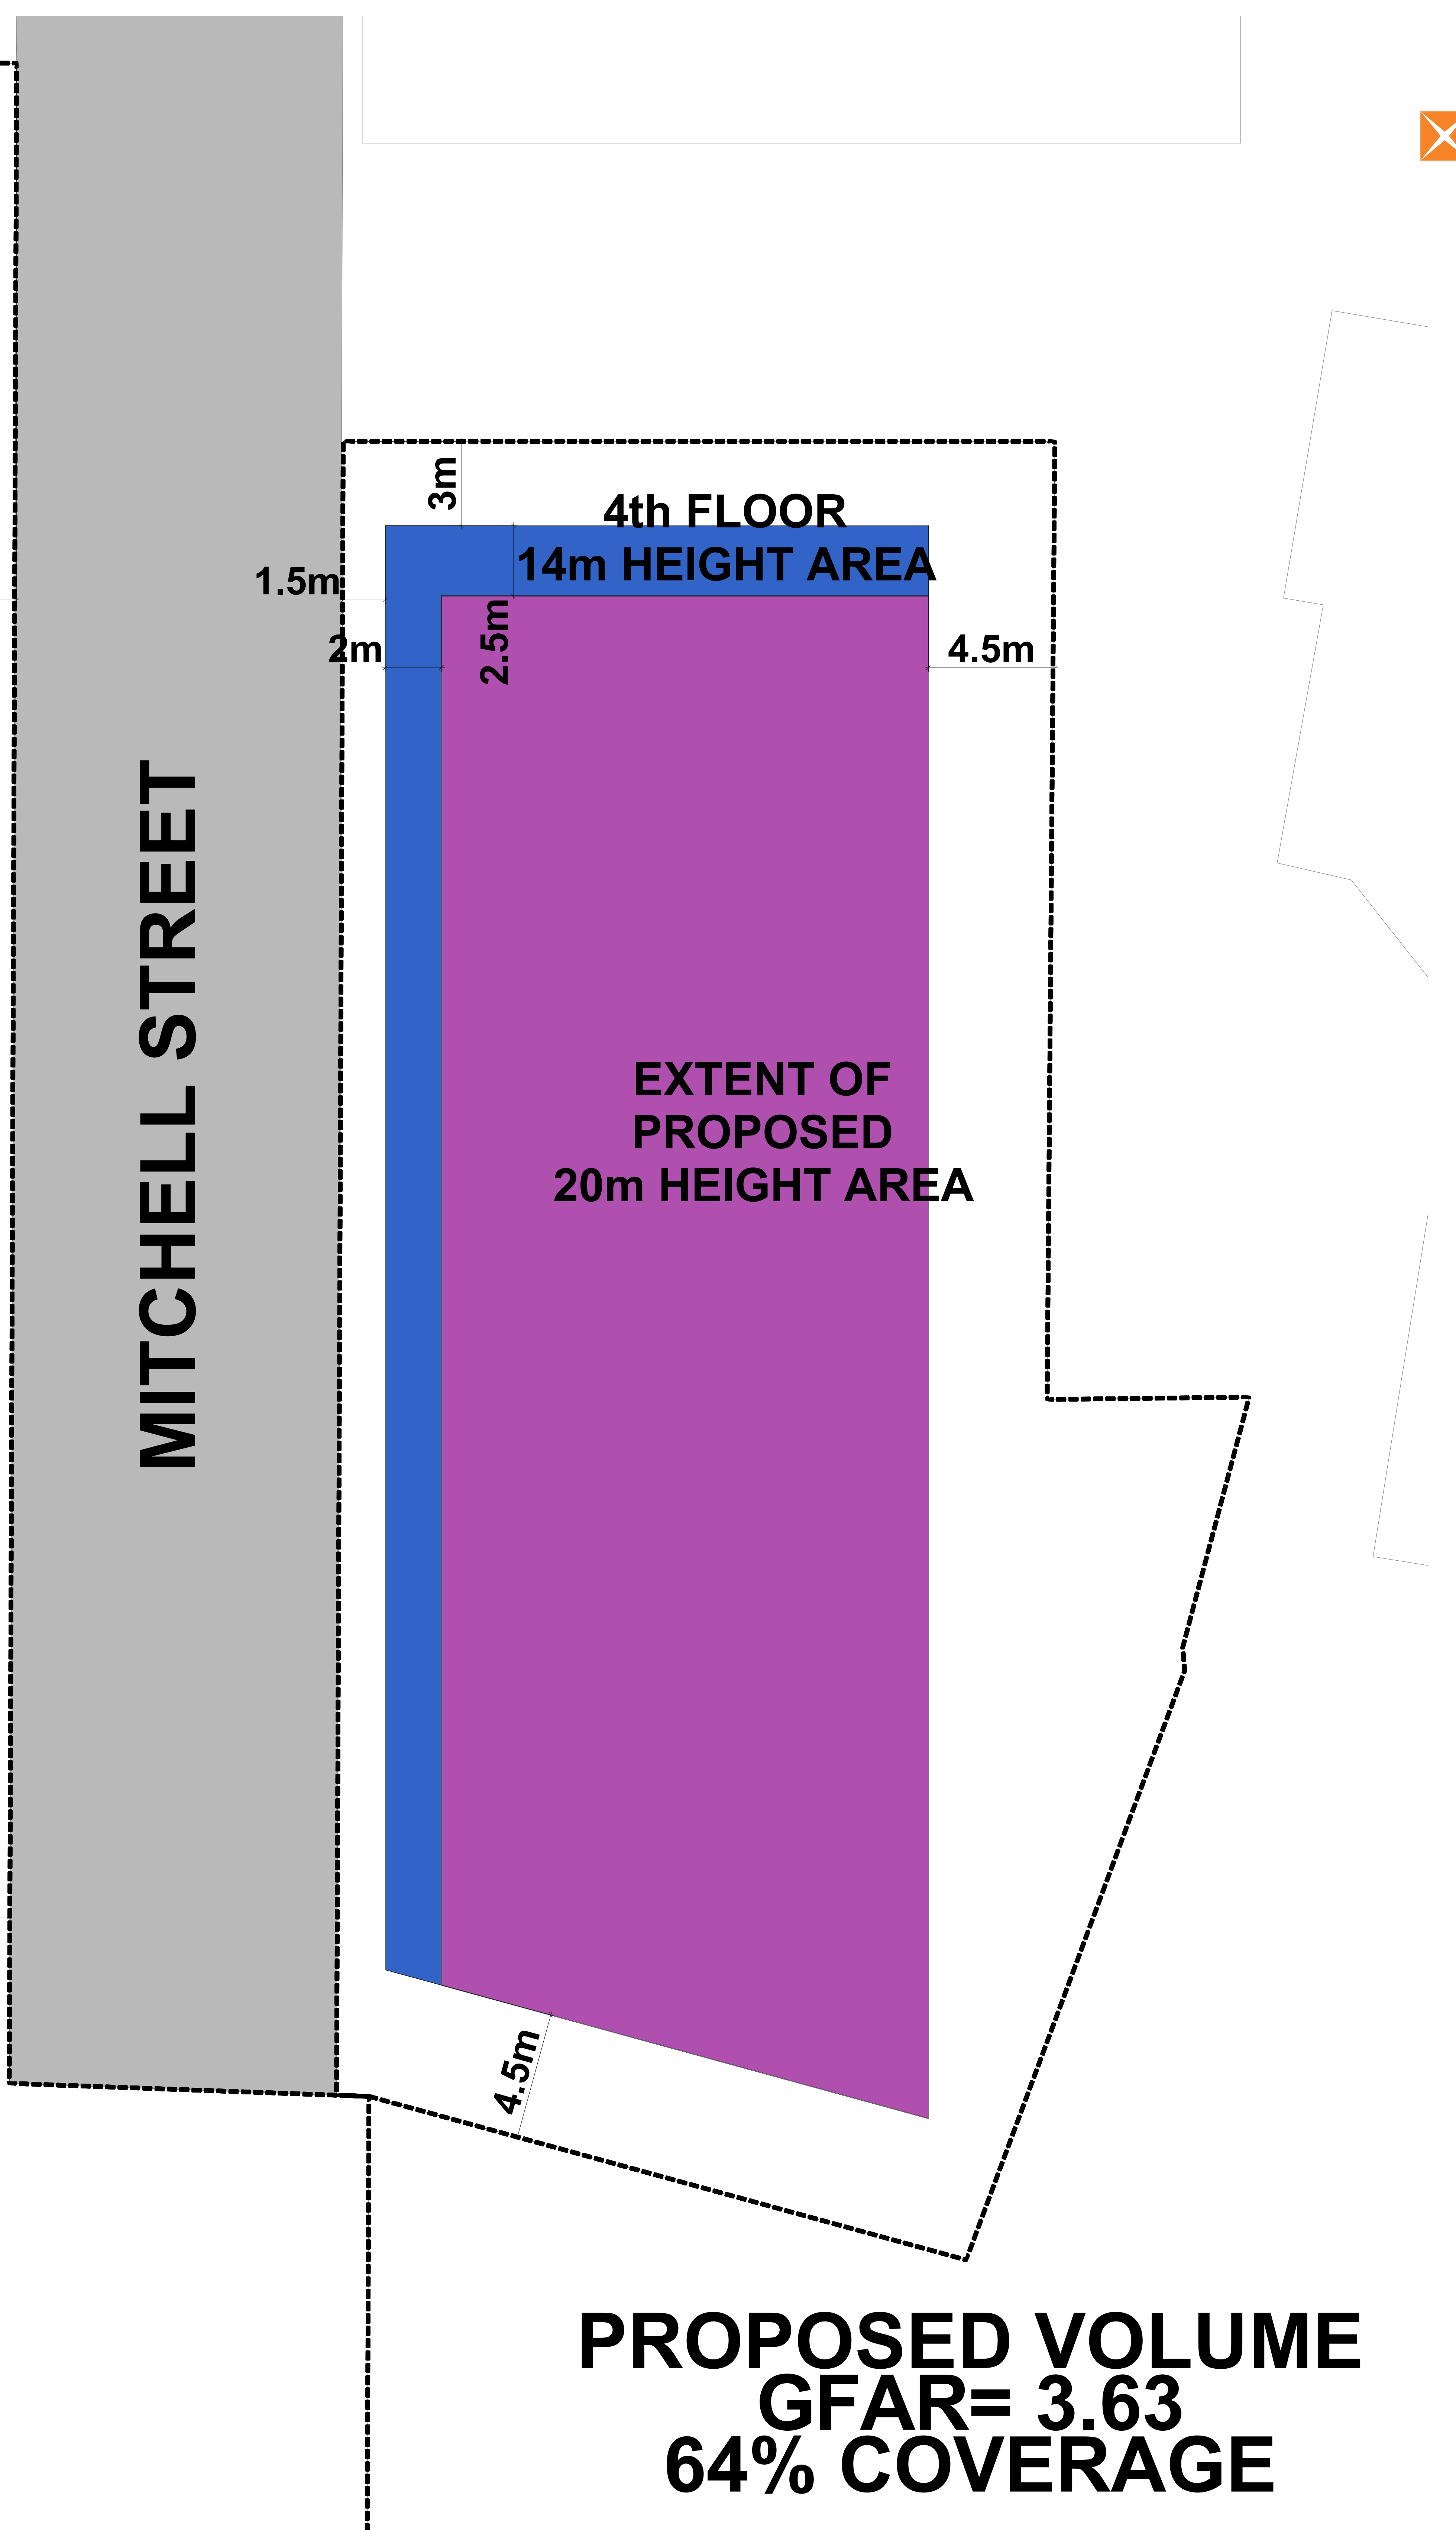 3m
4th FLOOR
14m HEIGHT AREA
1.5m
2m
2.5m
4.5m
MITCHELL STREET
EXTENT OF
PROPOSED
20m HEIGHT AREA
4.5m
PROPOSED VOLUME
GFAR= 3.63
64% COVERAGE